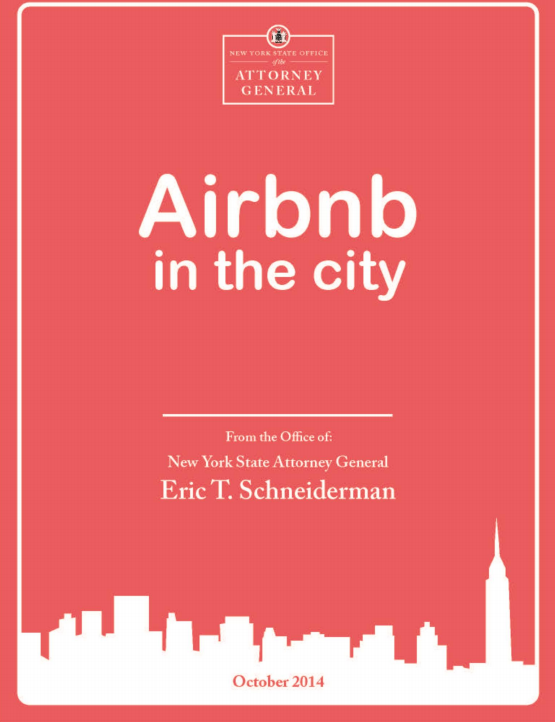 NEW YORK STATE OFFICE
of the
ATTORNEY
GENERAL
Airbnb
in the city
From the Office of:
New York State Attorney General
Eric T. Schneiderman
October 2014